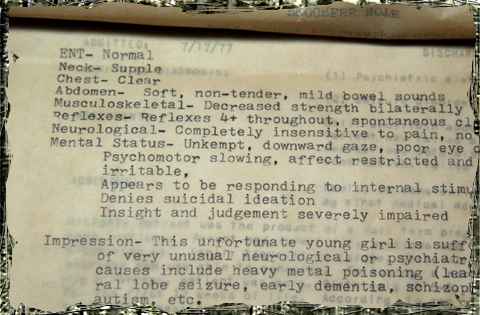 ADMITTED: 7/17/77
ENT- Normal
Neck- Supple
Chest- Clear
Abdomen- Soft, non-tender, mild bowel sounds
Musculoskeletal- Decreased strength bilaterally
Reflexes- Reflexes 4+ throughout, spontaneous cl
Neurological- Completely insensitive to pain, no
Mental Status- Unkempt, downward gaze, poor eye
Psychomotor slowing, affect restricted and
irritable,
Appears to be responding to internal stimu
Denies suicidal ideation
Insight and judgement severely impaired
Impression- This unfortunate young girl is suff
of very unusual neurological or psychiatr
causes include heavy metal poisoning (lea
ral lobe seizure, early dementia, schizop
autism, etc.